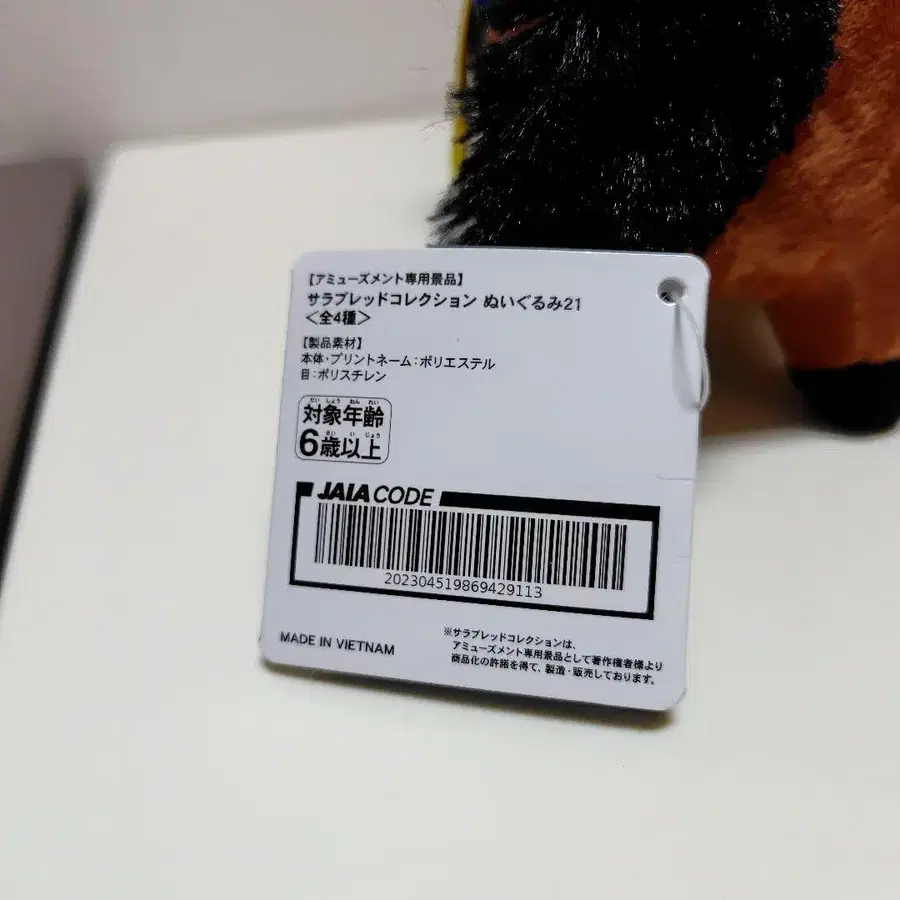 【アミューズメント専用景品】
サラブレッドコレクション ぬいぐるみ21
＜全4種＞
【製品素材】
本体・プリントネーム：ポリエステル
目：ポリスチレン
たい しょう ねん れい
対象年齢
さい い じょう
6歳以上
JAIA CODE
202304519869429113
MADE IN VIETNAM
※サラブレッドコレクションは、
アミューズメント専用景品として著作権者様より
商品化の許諾を得て、製造・販売しております。